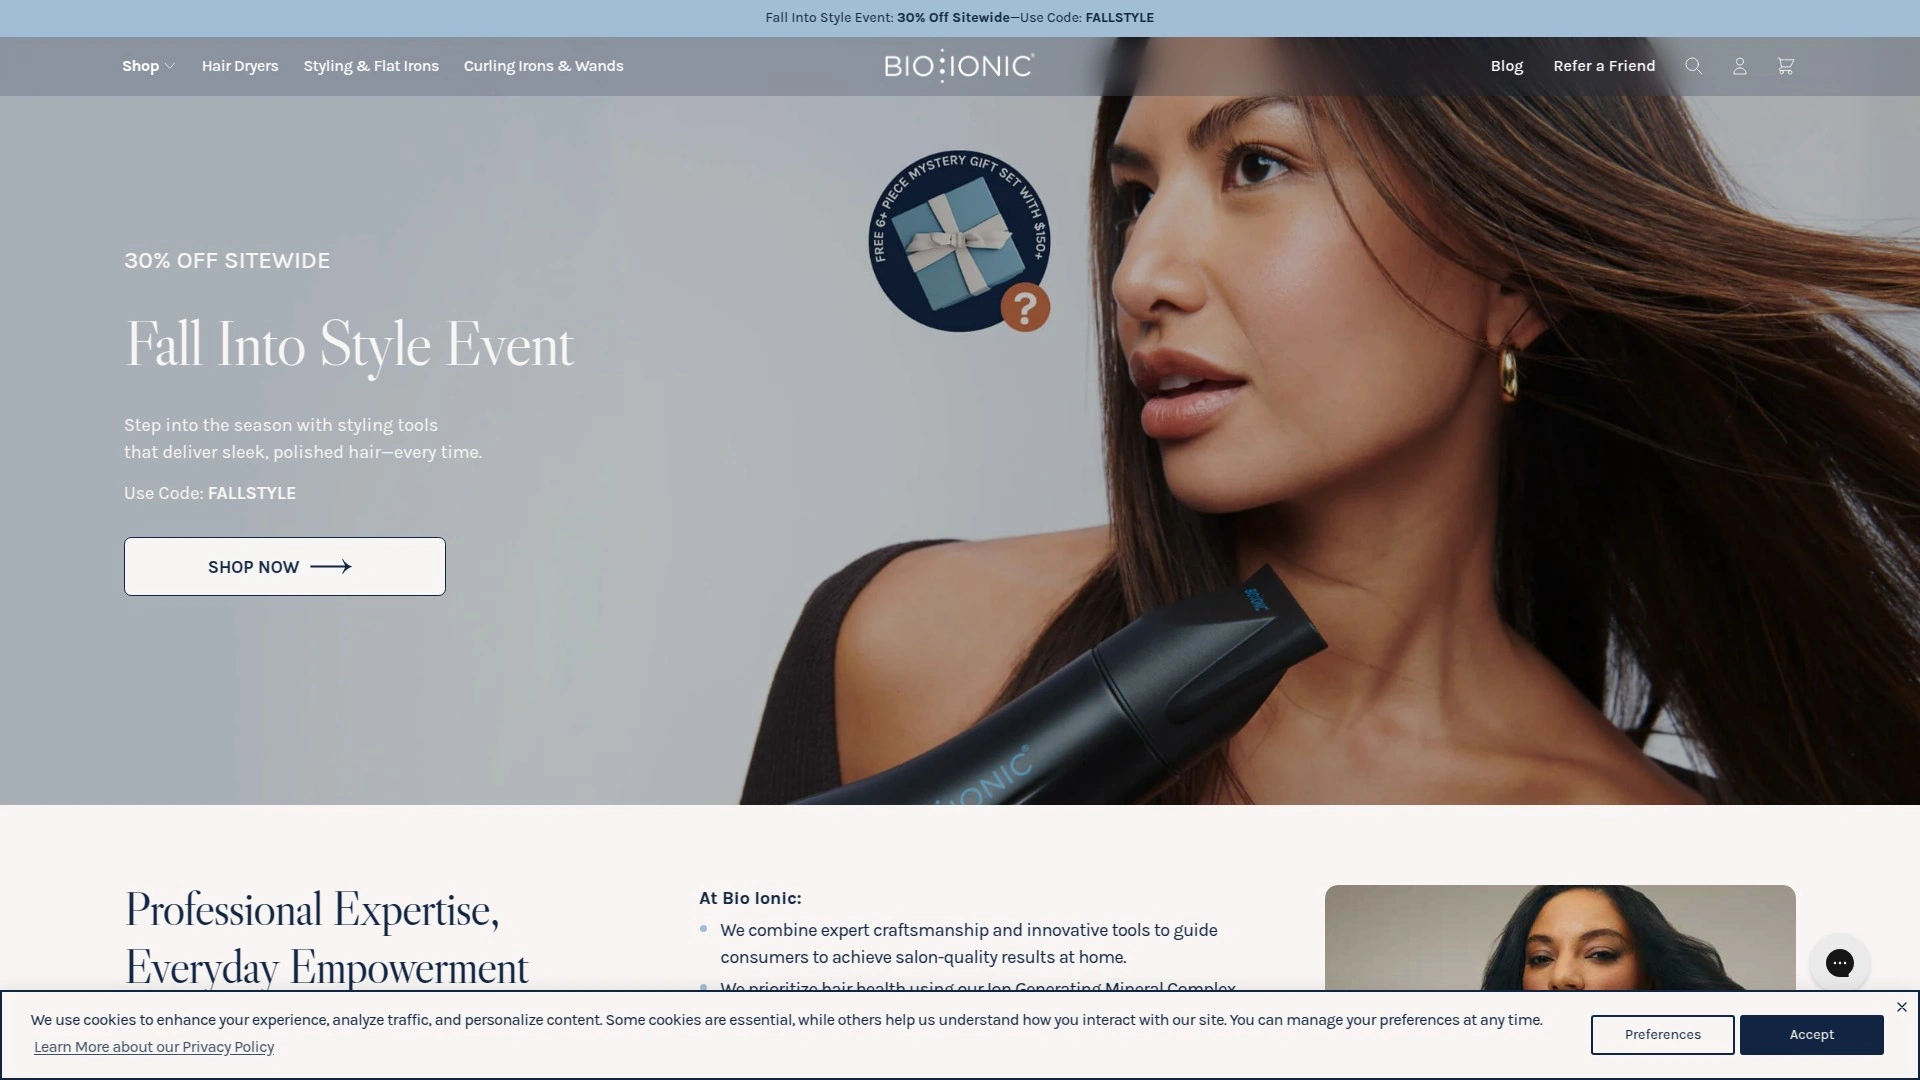 Fall Into Style Event: 30% Off Sitewide—Use Code: FALLSTYLE
Shop
Hair Dryers
Styling & Flat Irons
Curling Irons & Wands
BIO IONIC®
Blog
Refer a Friend
FREE 6+ PIECE MYSTERY GIFT SET WITH $150+
?
30% OFF SITEWIDE
Fall Into Style Event
Step into the season with styling tools
that deliver sleek, polished hair—every time.
Use Code: FALLSTYLE
SHOP NOW
BIO IONIC
IONIC®
Professional Expertise,
Everyday Empowerment
At Bio Ionic:
We combine expert craftsmanship and innovative tools to guide
consumers to achieve salon-quality results at home.
We prioritize hair health using our Ion Generating Mineral Complex
We use cookies to enhance your experience, analyze traffic, and personalize content. Some cookies are essential, while others help us understand how you interact with our site. You can manage your preferences at any time.
Learn More about our Privacy Policy
Preferences
Accept